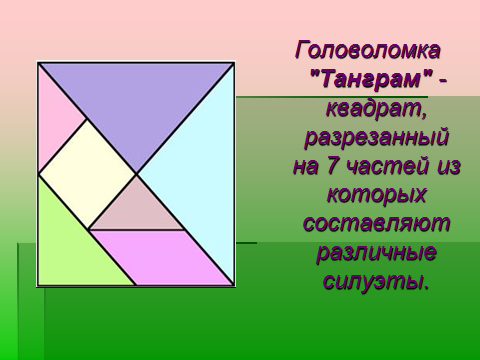 Головоломка
"Танграм" -
квадрат,
разрезанный
на 7 частей из
которых
составляют
различные
силуэты.